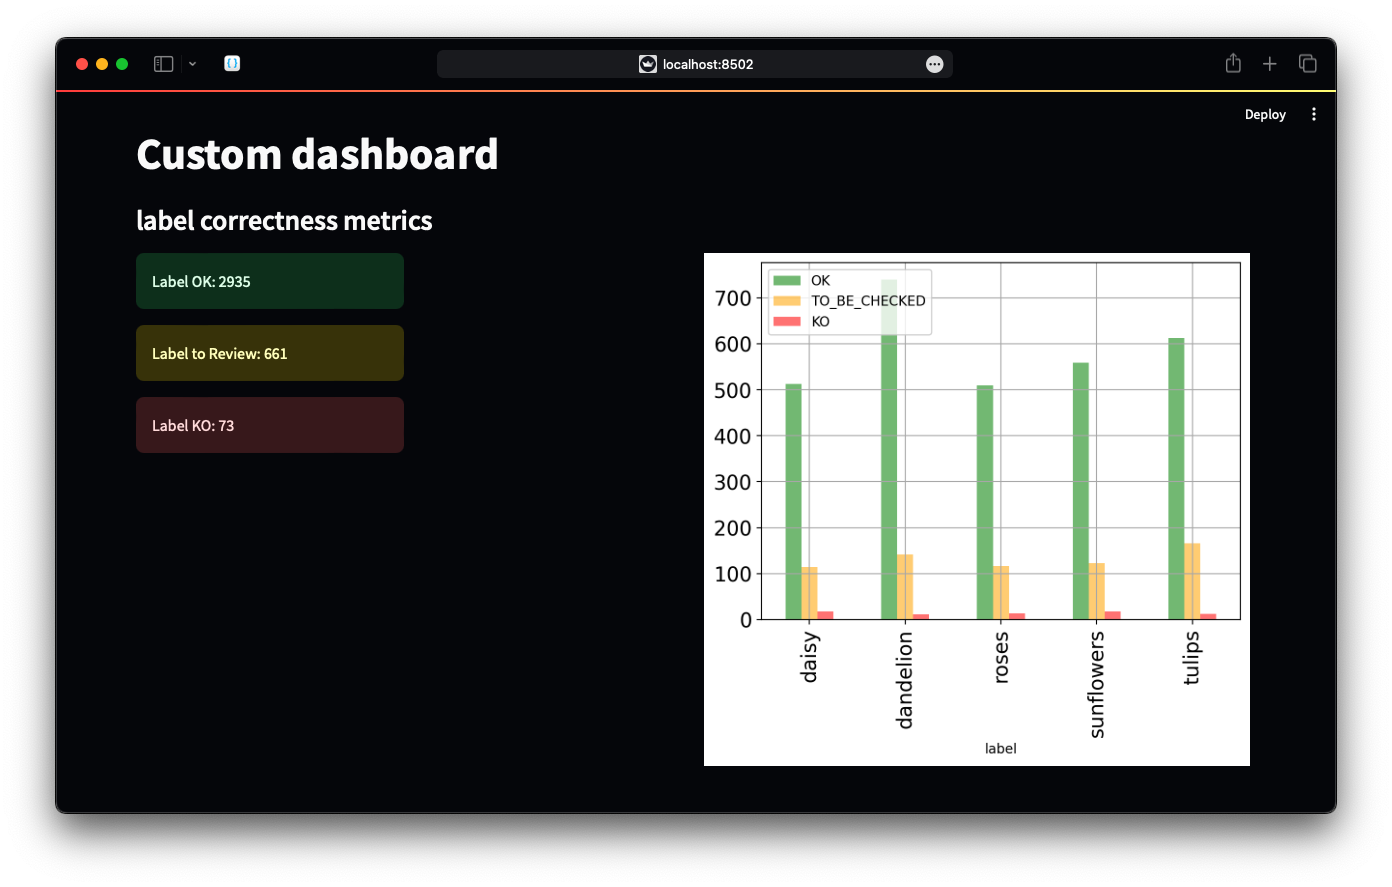 localhost:8502
Deploy
Custom dashboard
label correctness metrics
Label OK: 2935
Label to Review: 661
Label KO: 73
OK
TO_BE_CHECKED
KO
700
600
500
400
300
200
100
0
daisy
dandelion
roses
sunflowers
tulips
label